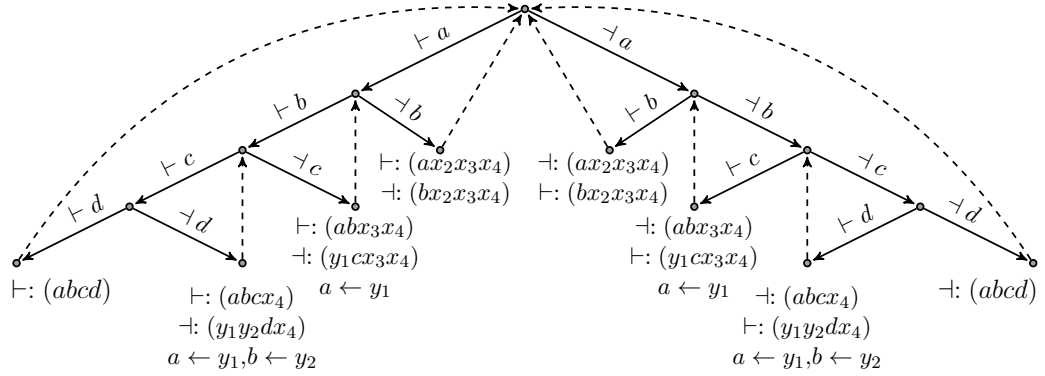 ⊢ a
⊣ a
⊢ b
⊣ b
⊢ b
⊣ b
⊢ c
⊣ c
⊢ c
⊣ c
⊢: (ax₂x₃x₄)
⊣: (bx₂x₃x₄)
⊣: (ax₂x₃x₄)
⊢: (bx₂x₃x₄)
⊢ d
⊣ d
⊢ d
⊣ d
⊢: (abx₃x₄)
⊣: (y₁cx₃x₄)
a ← y₁
⊣: (abx₃x₄)
⊢: (y₁cx₃x₄)
a ← y₁
⊢: (abcd)
⊢: (abcx₄)
⊣: (y₁y₂dx₄)
a ← y₁,b ← y₂
⊣: (abcx₄)
⊢: (y₁y₂dx₄)
a ← y₁,b ← y₂
⊣: (abcd)